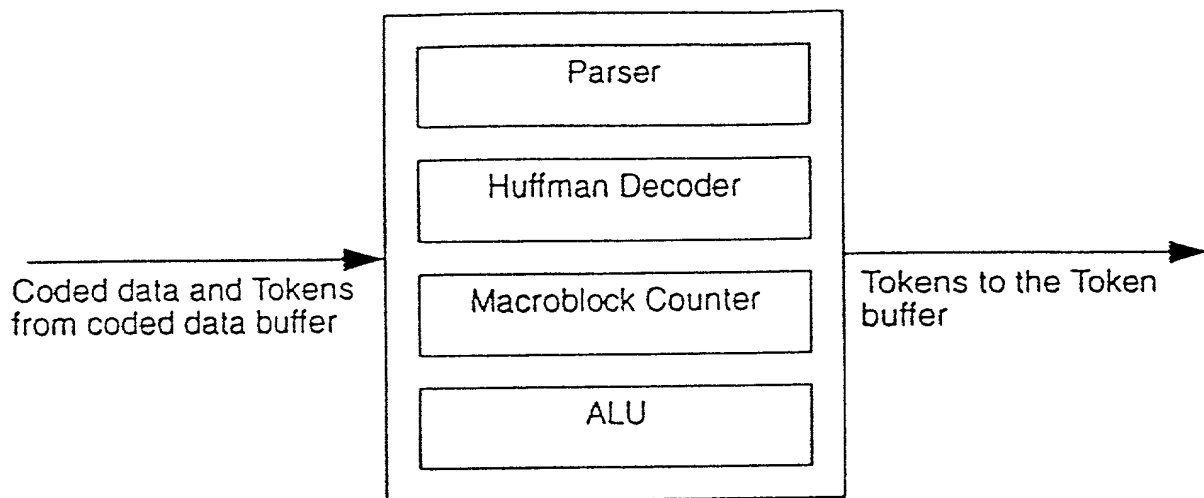 Parser
Huffman Decoder
Macroblock Counter
ALU
Coded data and Tokens
from coded data buffer
Tokens to the Token
buffer